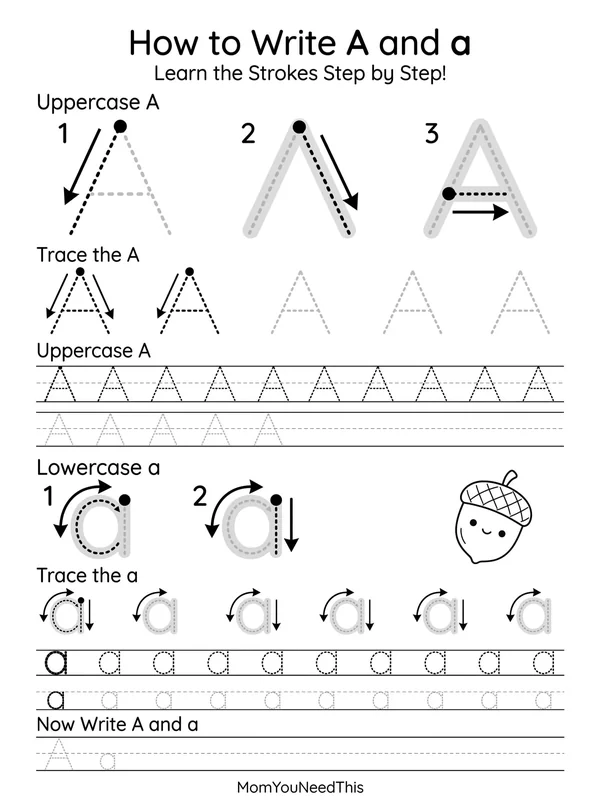 How to Write A and a
Learn the Strokes Step by Step!
Uppercase A
1 2 3
A A A
Trace the A
A A A A A
Uppercase A
A A A A A A A A A A
A A A A A
Lowercase a
1 2
a a
Trace the a
a a a a a a
a a a a a a a a a a
a a a a a a a a a a
Now Write A and a
A a
MomYouNeedThis